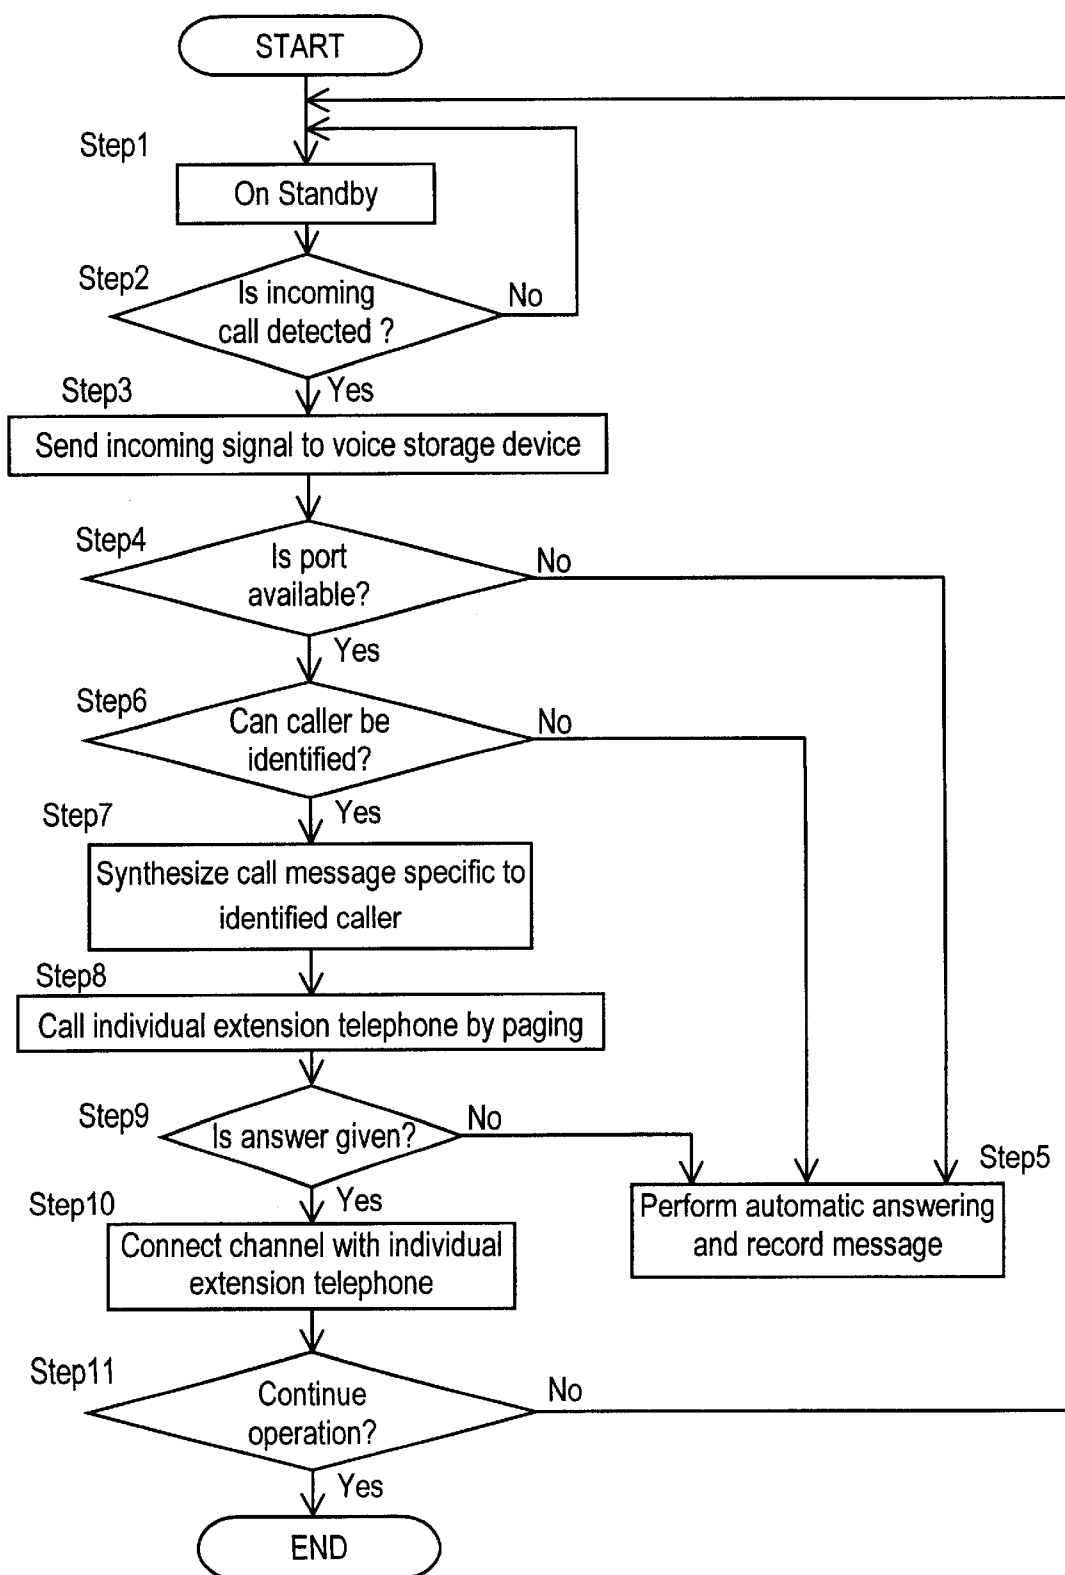 START
Step1
On Standby
Step2
Is incoming
call detected ?
No
Yes
Step3
Send incoming signal to voice storage device
Step4
Is port
available?
No
Yes
Step6
Can caller be
identified?
No
Yes
Step7
Synthesize call message specific to
identified caller
Step8
Call individual extension telephone by paging
Step9
Is answer given?
No
Yes
Step5
Perform automatic answering
and record message
Step10
Connect channel with individual
extension telephone
Step11
Continue
operation?
No
Yes
END